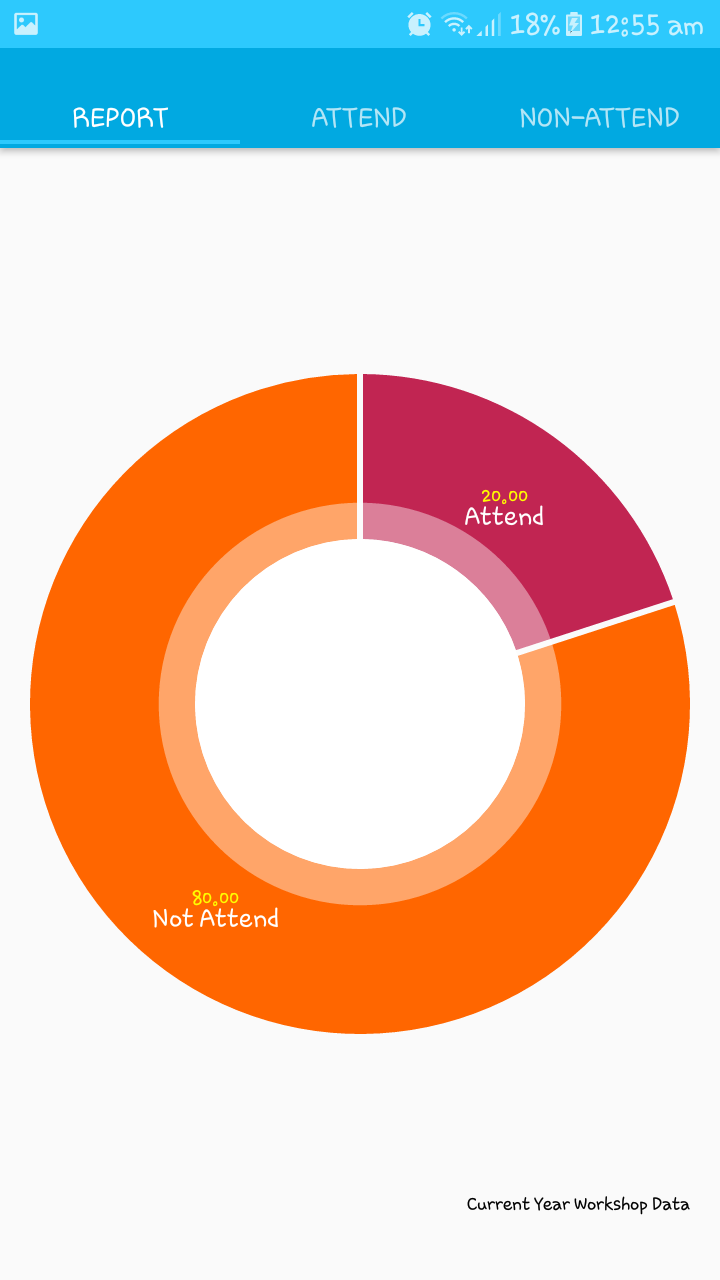 18% 12:55 am
REPORT ATTEND NON-ATTEND
20.00
Attend
80.00
Not Attend
Current Year Workshop Data